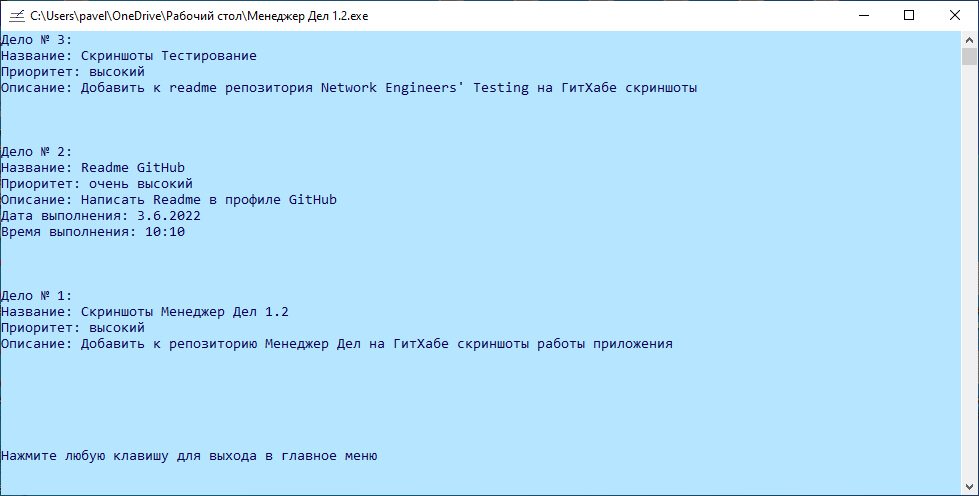 C:\Users\pavel\OneDrive\Рабочий стол\Менеджер Дел 1.2.exe
Дело № 3:
Название: Скриншоты Тестирование
Приоритет: высокий
Описание: Добавить к readme репозитория Network Engineers' Testing на ГитХабе скриншоты
Дело № 2:
Название: Readme GitHub
Приоритет: очень высокий
Описание: Написать Readme в профиле GitHub
Дата выполнения: 3.6.2022
Время выполнения: 10:10
Дело № 1:
Название: Скриншоты Менеджер Дел 1.2
Приоритет: высокий
Описание: Добавить к репозиторию Менеджер Дел на ГитХабе скриншоты работы приложения
Нажмите любую клавишу для выхода в главное меню